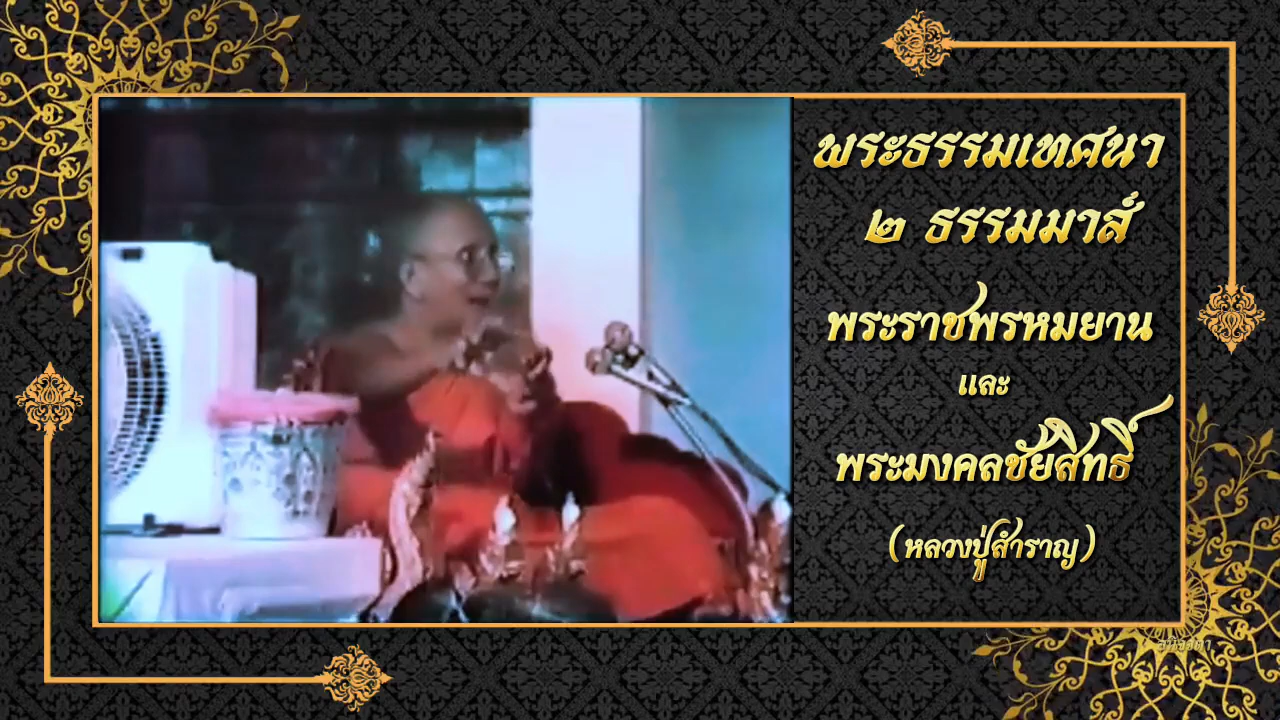 พระธรรมเทศนา
๒ ธรรมมาส์
พระราชพรหมยาน
และ
พระมงคลชัยสิทธิ์
(หลวงปู่สำราญ)